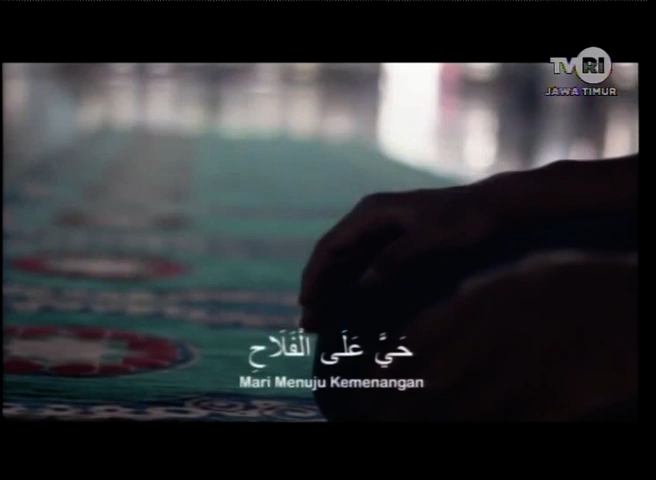 TVRI
JAWA TIMUR
حَيَّ عَلَى الْفَلَاحِ
Mari Menuju Kemenangan